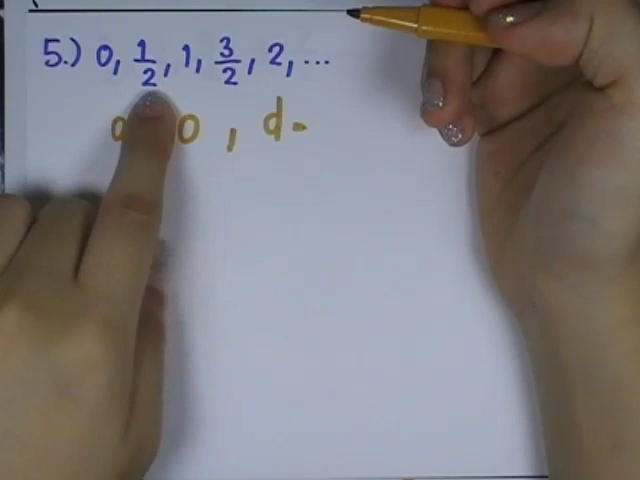 5.) 0, 1/2, 1, 3/2, 2, ...
0, d